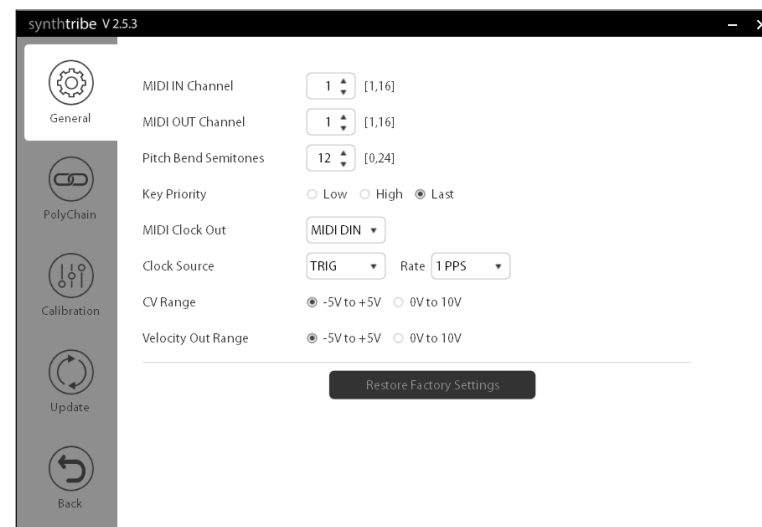 synthtribe V 2.5.3
General
MIDI IN Channel 1 [1,16]
MIDI OUT Channel 1 [1,16]
Pitch Bend Semitones 12 [0,24]
Key Priority Low High Last
PolyChain
MIDI Clock Out MIDI DIN
Clock Source TRIG Rate 1 PPS
CV Range -5V to +5V 0V to 10V
Calibration
Velocity Out Range -5V to +5V 0V to 10V
Restore Factory Settings
Update
Back